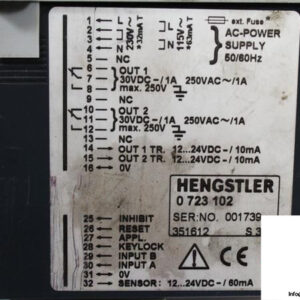 1 L 230V~ *32mA T L 115V~ *63mA T ext. Fuse*
2
3
4 N N
AC-POWER
SUPPLY
50/60Hz
5 NC
6 OUT 1
7 30VDC⎓/1A 250VAC~/1A
8 max. 250V
9 NC
10 OUT 2
11 30VDC⎓/1A 250VAC~/1A
12 max. 250V
13 NC
14 OUT 1 TR. 12...24VDC⎓/10mA
15 OUT 2 TR. 12...24VDC⎓/10mA
16 0V
HENGSTLER
0 723 102
SER:NO. 001739
351612 S 3
25 INHIBIT
26 RESET
27 APPL.
28 KEYLOCK
29 INPUT B
30 INPUT A
31 0V
32 SENSOR: 12...24VDC⎓/60mA
CE